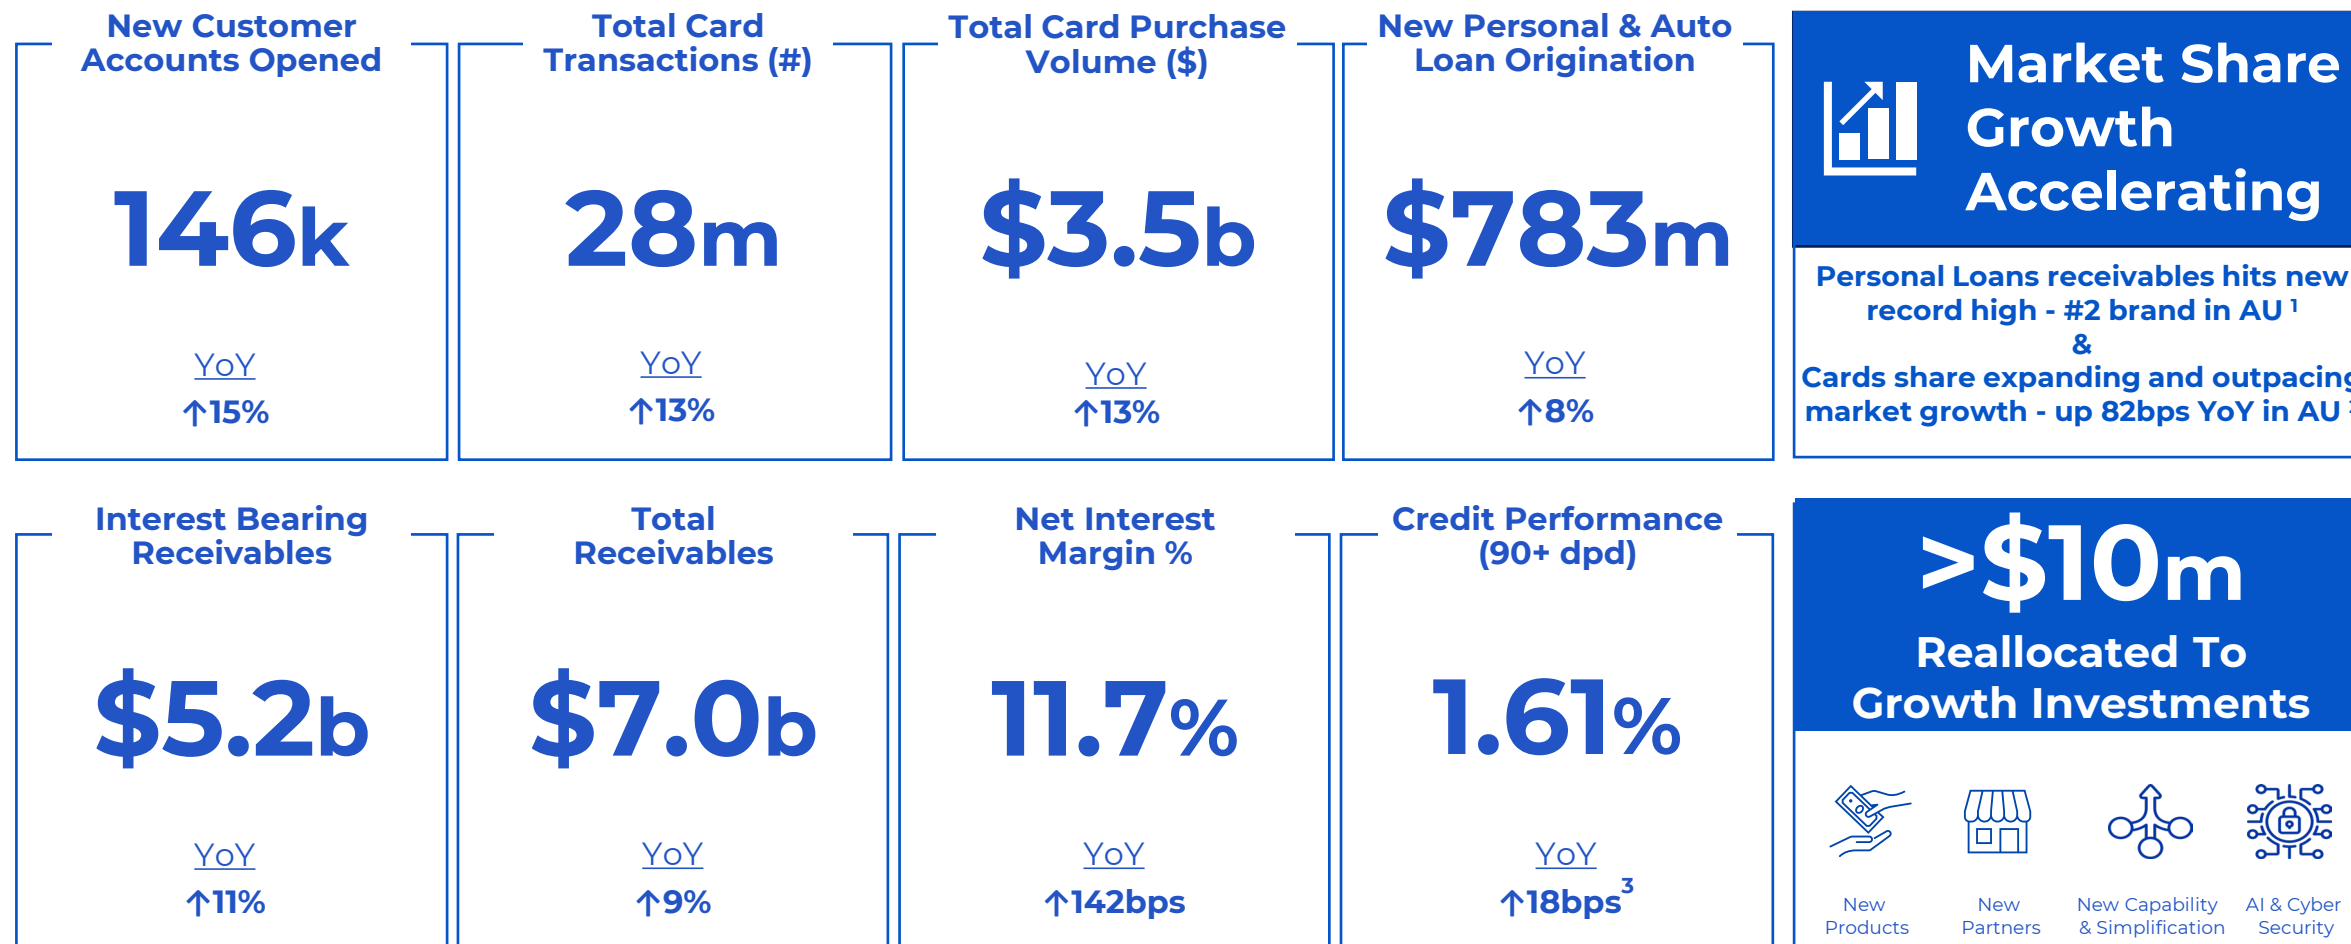 New Customer
Accounts Opened
146k
YoY
↑15%
Total Card
Transactions (#)
28m
YoY
↑13%
Total Card Purchase
Volume ($)
$3.5b
YoY
↑13%
New Personal & Auto
Loan Origination
$783m
YoY
↑8%
Market Share
Growth
Accelerating
Personal Loans receivables hits new
record high - #2 brand in AU ¹
&
Cards share expanding and outpacing
market growth - up 82bps YoY in AU
Interest Bearing
Receivables
$5.2b
YoY
↑11%
Total
Receivables
$7.0b
YoY
↑9%
Net Interest
Margin %
11.7%
YoY
↑142bps
Credit Performance
(90+ dpd)
1.61%
YoY
↑18bps³
>$10m
Reallocated To
Growth Investments
New
Products
New
Partners
New Capability
& Simplification
AI & Cyber
Security